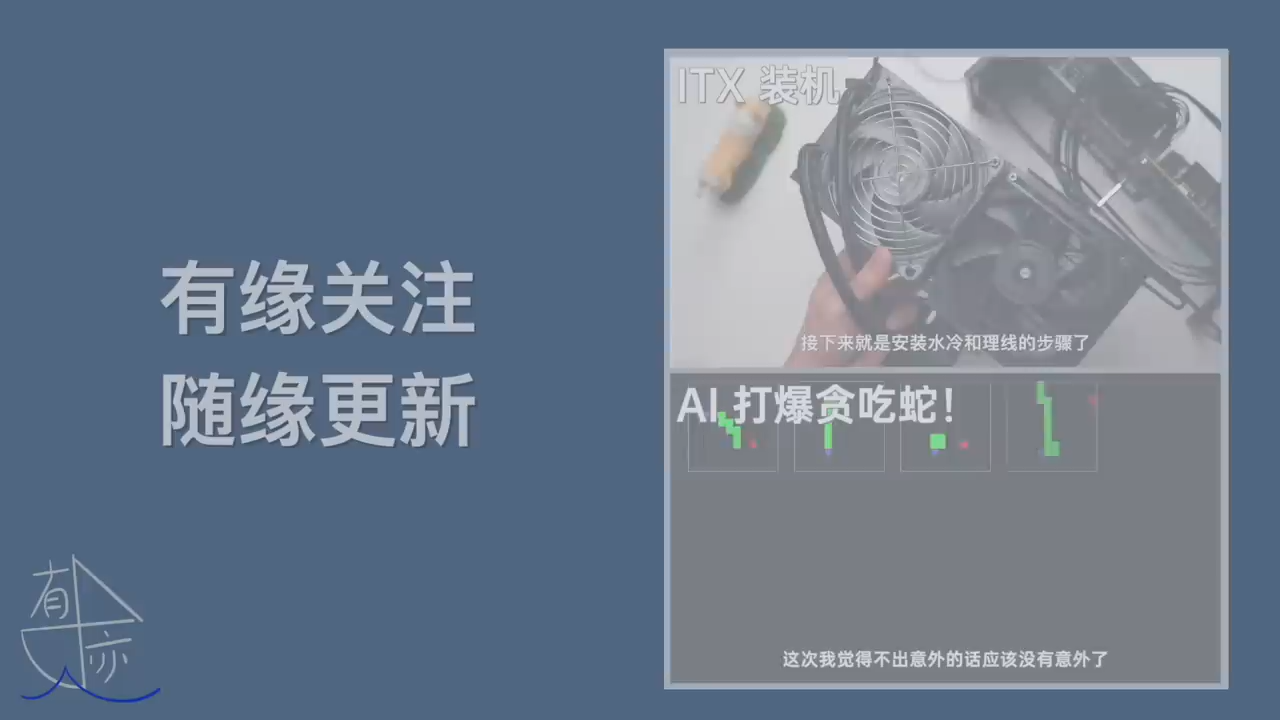 有缘关注
随缘更新
有
亦
ITX 装机
接下来就是安装水冷和理线的步骤了
AI 打爆贪吃蛇！
这次我觉得不出意外的话应该没有意外了